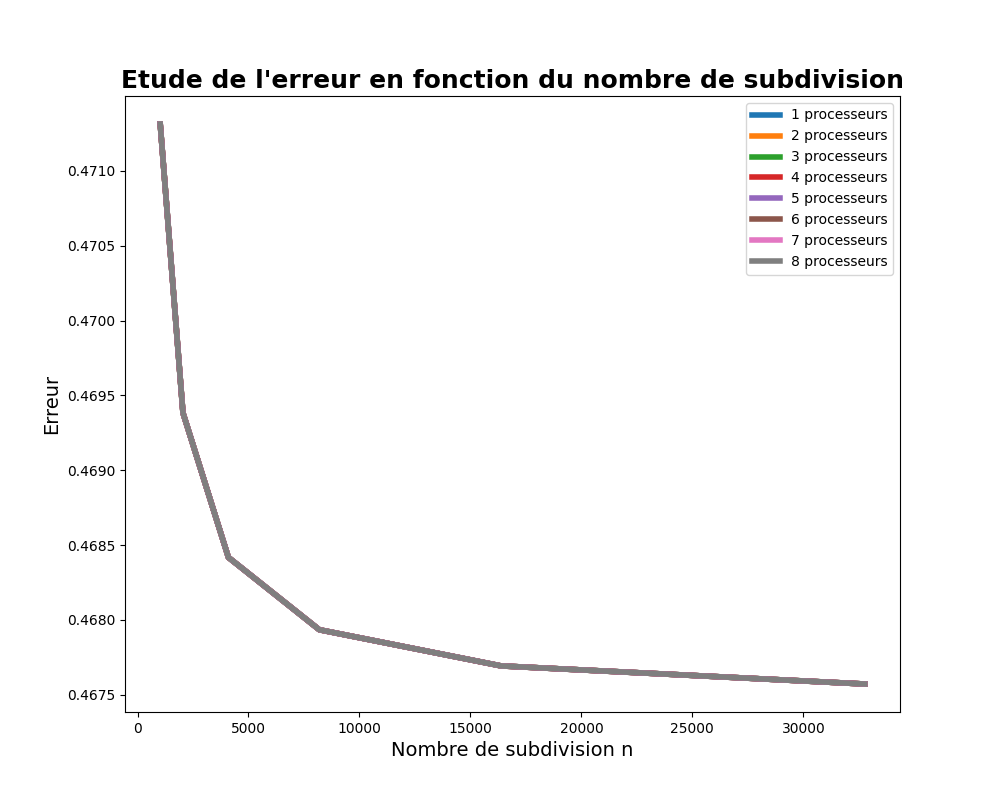 Etude de l'erreur en fonction du nombre de subdivision
1 processeurs
2 processeurs
3 processeurs
4 processeurs
5 processeurs
6 processeurs
7 processeurs
8 processeurs
0.4710
0.4705
0.4700
0.4695
0.4690
0.4685
0.4680
0.4675
Erreur
0 5000 10000 15000 20000 25000 30000
Nombre de subdivision n